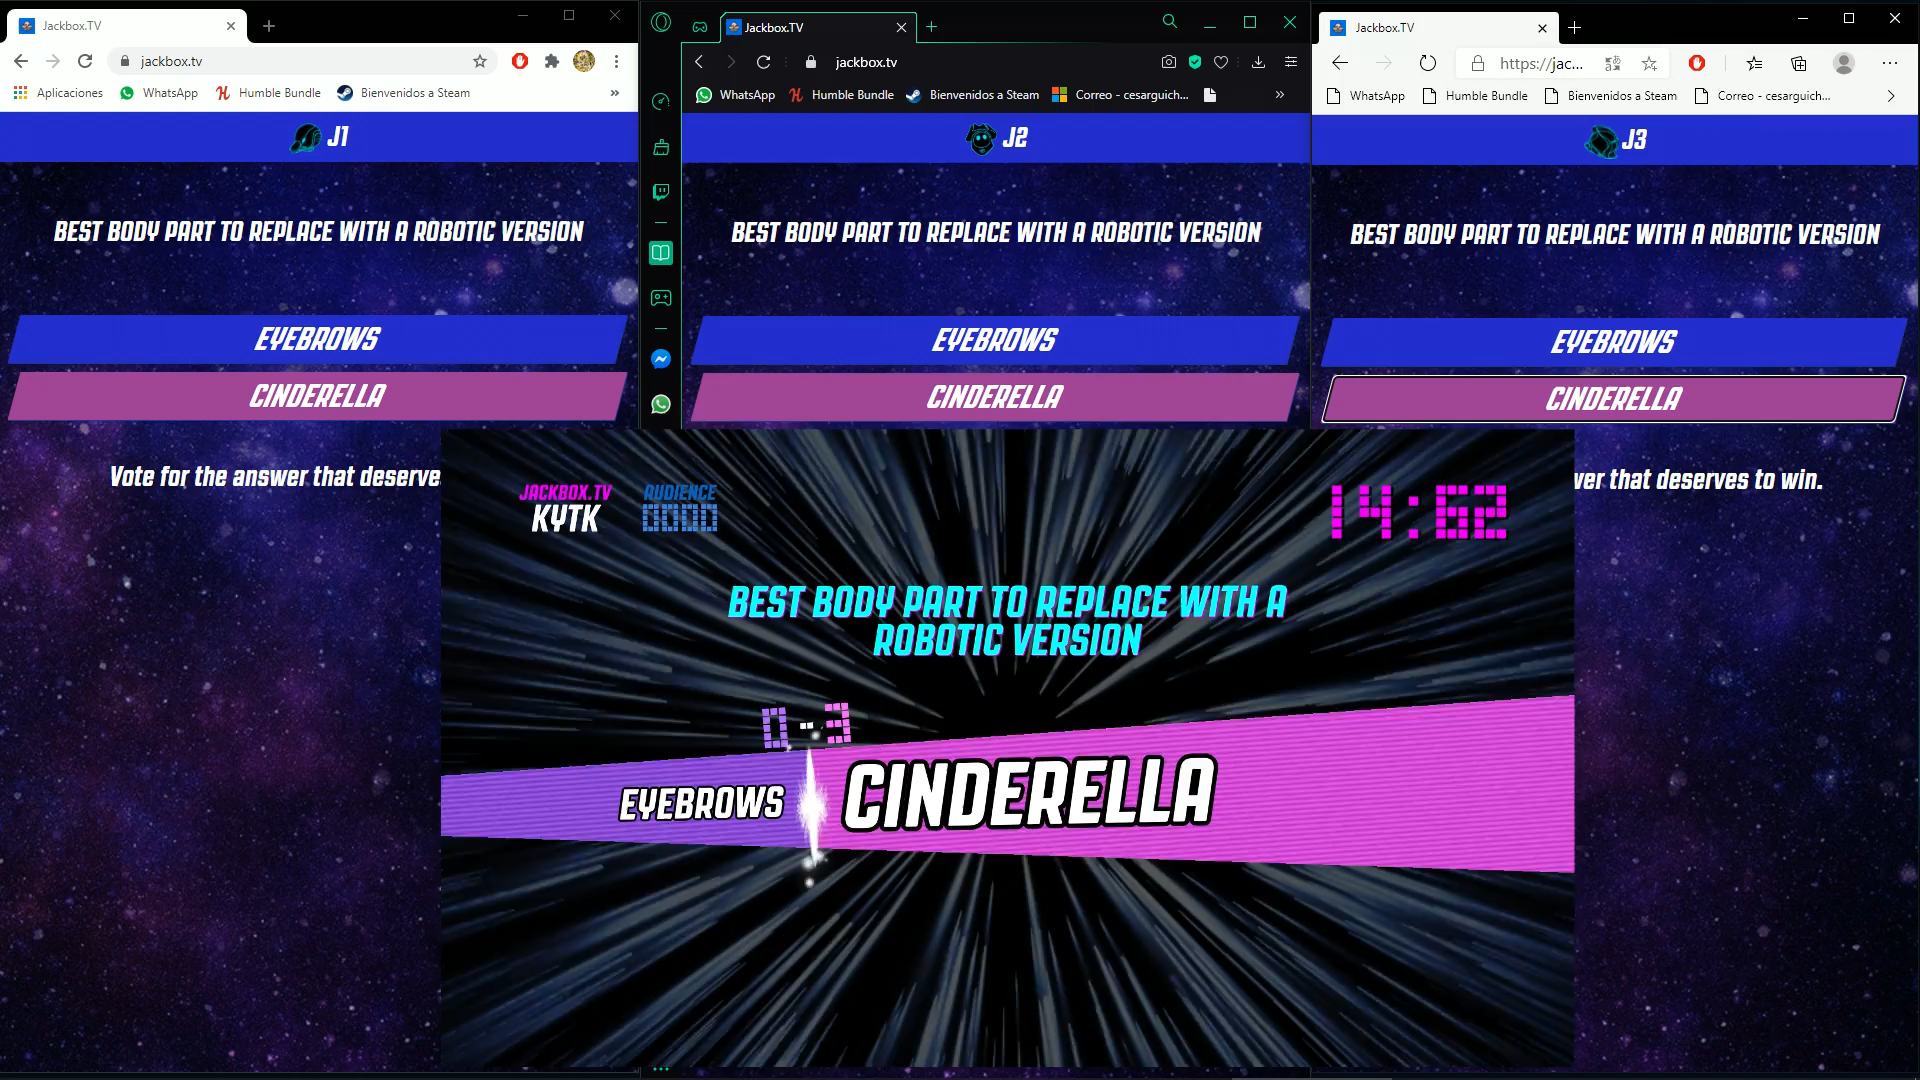 Jackbox.TV
jackbox.tv
Aplicaciones
WhatsApp
Humble Bundle
Bienvenidos a Steam
»
J1
BEST BODY PART TO REPLACE WITH A ROBOTIC VERSION
EYEBROWS
CINDERELLA
Vote for the answer that deserve
Jackbox.TV
jackbox.tv
WhatsApp
Humble Bundle
Bienvenidos a Steam
Correo - cesarguich...
»
J2
BEST BODY PART TO REPLACE WITH A ROBOTIC VERSION
EYEBROWS
CINDERELLA
Jackbox.TV
https://jac...
WhatsApp
Humble Bundle
Bienvenidos a Steam
Correo - cesarguich...
J3
BEST BODY PART TO REPLACE WITH A ROBOTIC VERSION
EYEBROWS
CINDERELLA
ver that deserves to win.
JACKBOX.TV
KYTK
AUDIENCE
0000
14:62
BEST BODY PART TO REPLACE WITH A
ROBOTIC VERSION
0-3
EYEBROWS
CINDERELLA